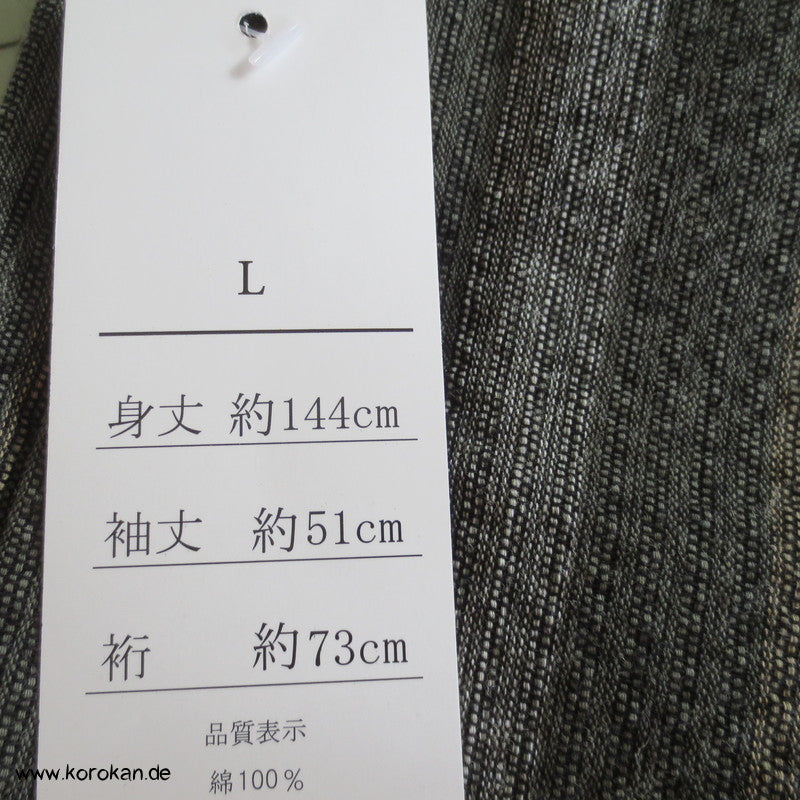 L
身丈 約144cm
袖丈 約51cm
裄 約73cm
品質表示
綿100%
www.korokan.de